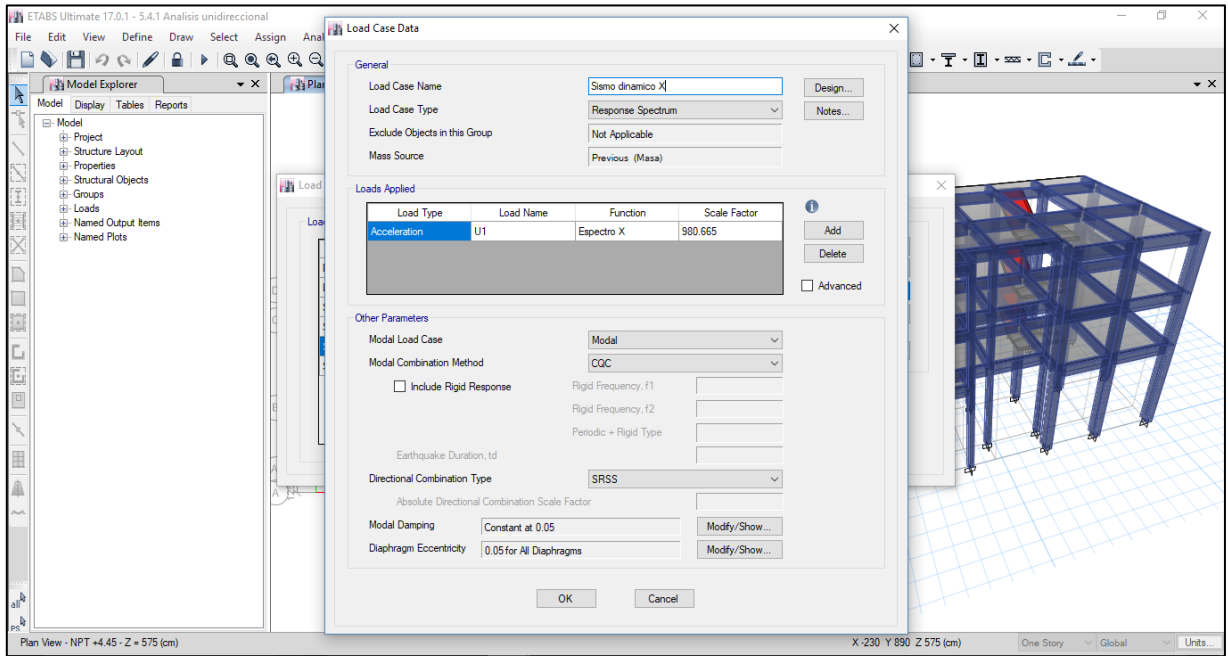 ETABS Ultimate 17.0.1 - 5.4.1 Analisis unidireccional
File Edit View Define Draw Select Assign Anal
Model Explorer
Model Display Tables Reports
Model
Project
Structure Layout
Properties
Structural Objects
Groups
Loads
Named Output Items
Named Plots
Plan
Load
Load Case Data
General
Load Case Name Sismo dinamico X Design...
Load Case Type Response Spectrum Notes...
Exclude Objects in this Group Not Applicable
Mass Source Previous (Masa)
Loads Applied
Load Type Load Name Function Scale Factor
Acceleration U1 Espectro X 980.665 Add
Delete
Advanced
Other Parameters
Modal Load Case Modal
Modal Combination Method CQC
Include Rigid Response Rigid Frequency, f1
Rigid Frequency, f2
Periodic + Rigid Type
Earthquake Duration, td
Directional Combination Type SRSS
Absolute Directional Combination Scale Factor
Modal Damping Constant at 0.05 Modify/Show...
Diaphragm Eccentricity 0.05 for All Diaphragms Modify/Show...
OK Cancel
all
ps
Plan View - NPT +4.45 - Z = 575 (cm) X -230 Y 890 Z 575 (cm) One Story Global Units...